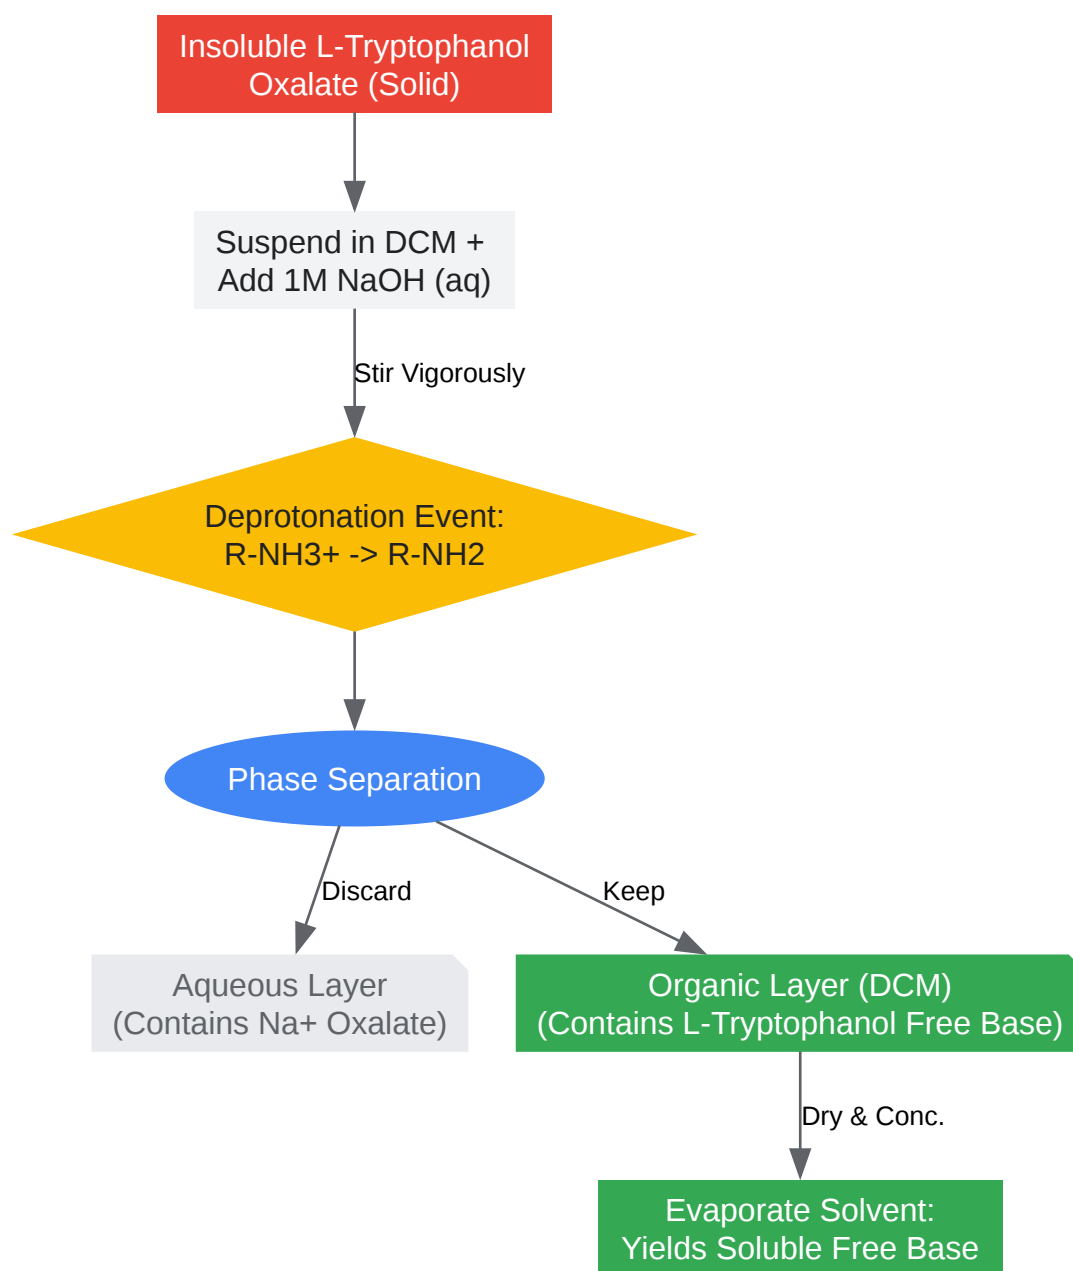 Insoluble L-Tryptophanol
Oxalate (Solid)
Suspend in DCM +
Add 1M NaOH (aq)
Stir Vigorously
Deprotonation Event:
R-NH3+ -> R-NH2
Phase Separation
Discard
Keep
Aqueous Layer
(Contains Na+ Oxalate)
Organic Layer (DCM)
(Contains L-Tryptophanol Free Base)
Dry & Conc.
Evaporate Solvent:
Yields Soluble Free Base